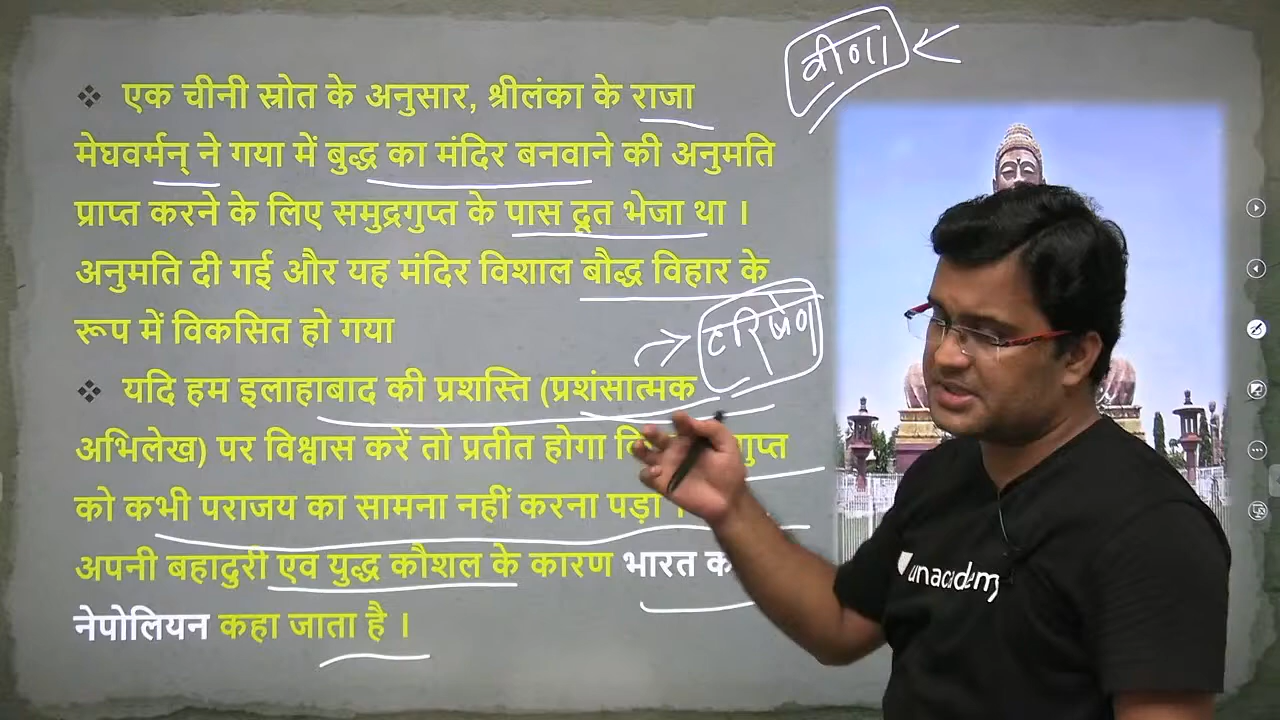 वीणा
❖ एक चीनी स्रोत के अनुसार, श्रीलंका के राजा
मेघवर्मन् ने गया में बुद्ध का मंदिर बनवाने की अनुमति
प्राप्त करने के लिए समुद्रगुप्त के पास दूत भेजा था ।
अनुमति दी गई और यह मंदिर विशाल बौद्ध विहार के
रूप में विकसित हो गया
❖ यदि हम इलाहाबाद की प्रशस्ति (प्रशंसात्मक
अभिलेख) पर विश्वास करें तो प्रतीत होगा गुप्त
को कभी पराजय का सामना नहीं करना पड़ा ।
अपनी बहादुरी एव युद्ध कौशल के कारण भारत
नेपोलियन कहा जाता है ।
unacademy